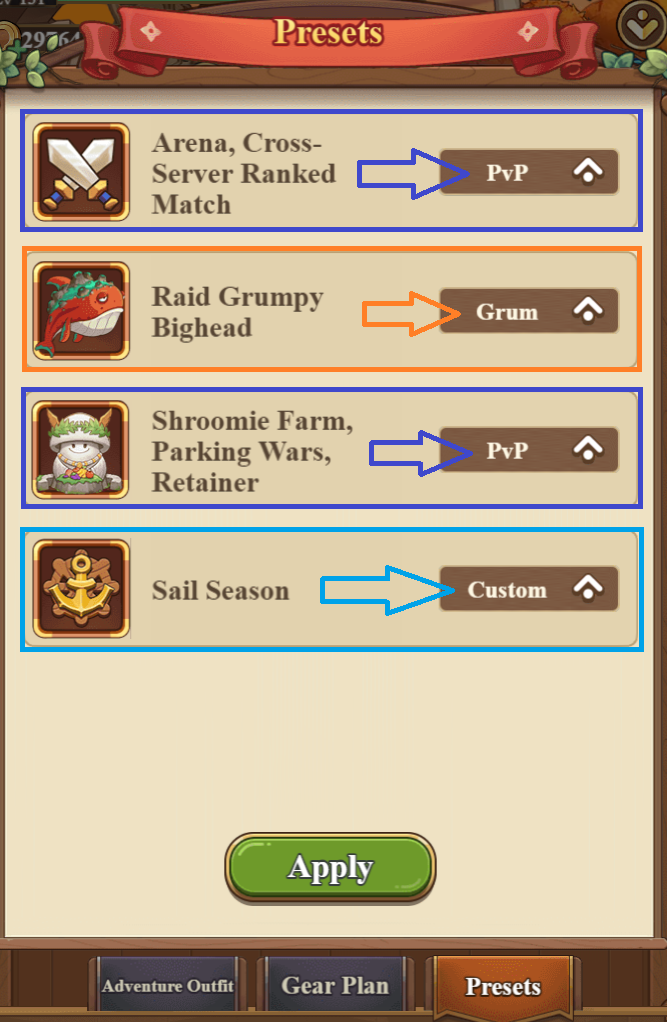 29764
Presets
Arena, Cross-
Server Ranked
Match
PvP
Raid Grumpy
Bighead
Grum
Shroomie Farm,
Parking Wars,
Retainer
PvP
Sail Season
Custom
Apply
Adventure Outfit
Gear Plan
Presets